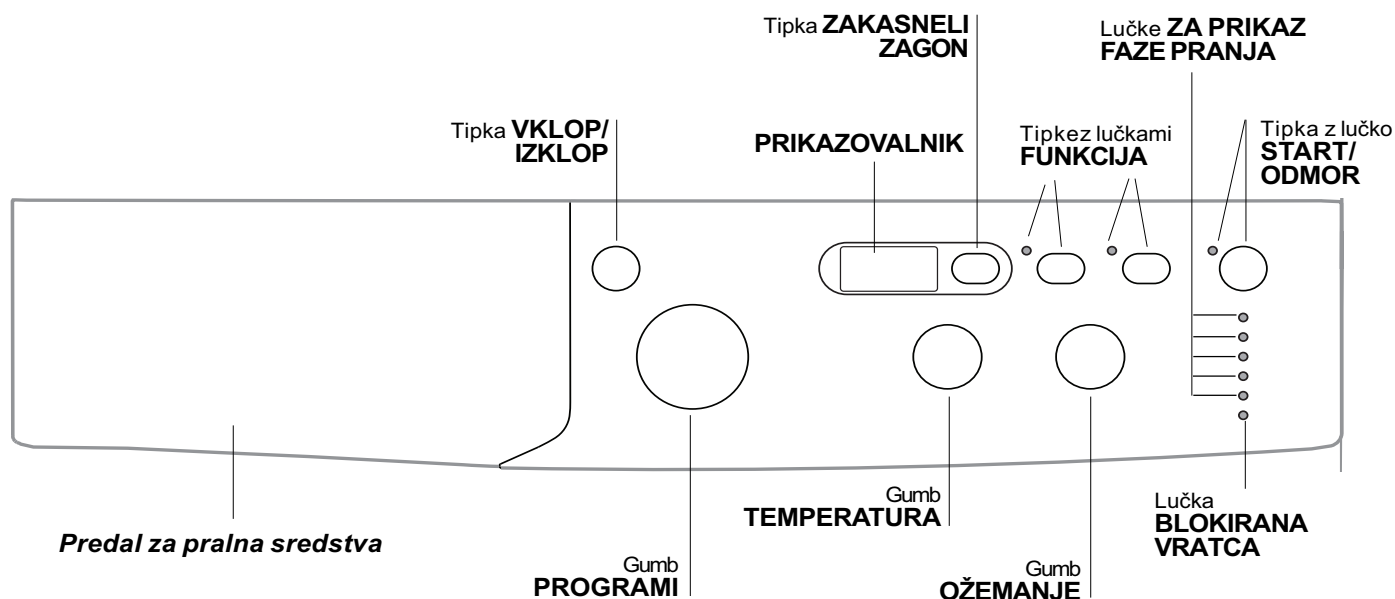 Tipka ZAKASNELI
ZAGON
Lučke ZA PRIKAZ
FAZE PRANJA
Tipka VKLOP/
IZKLOP
PRIKAZOVALNIK
Tipkez lučkami
FUNKCIJA
Tipka z lučko
START/
ODMOR
Predal za pralna sredstva
Gumb
PROGRAMI
Gumb
TEMPERATURA
Gumb
OŽEMANJE
Lučka
BLOKIRANA
VRATCA